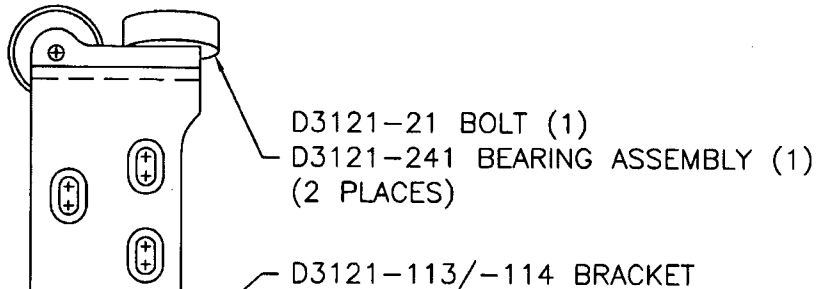 D3121-21 BOLT (1)
D3121-241 BEARING ASSEMBLY (1)
(2 PLACES)
D3121-113/-114 BRACKET